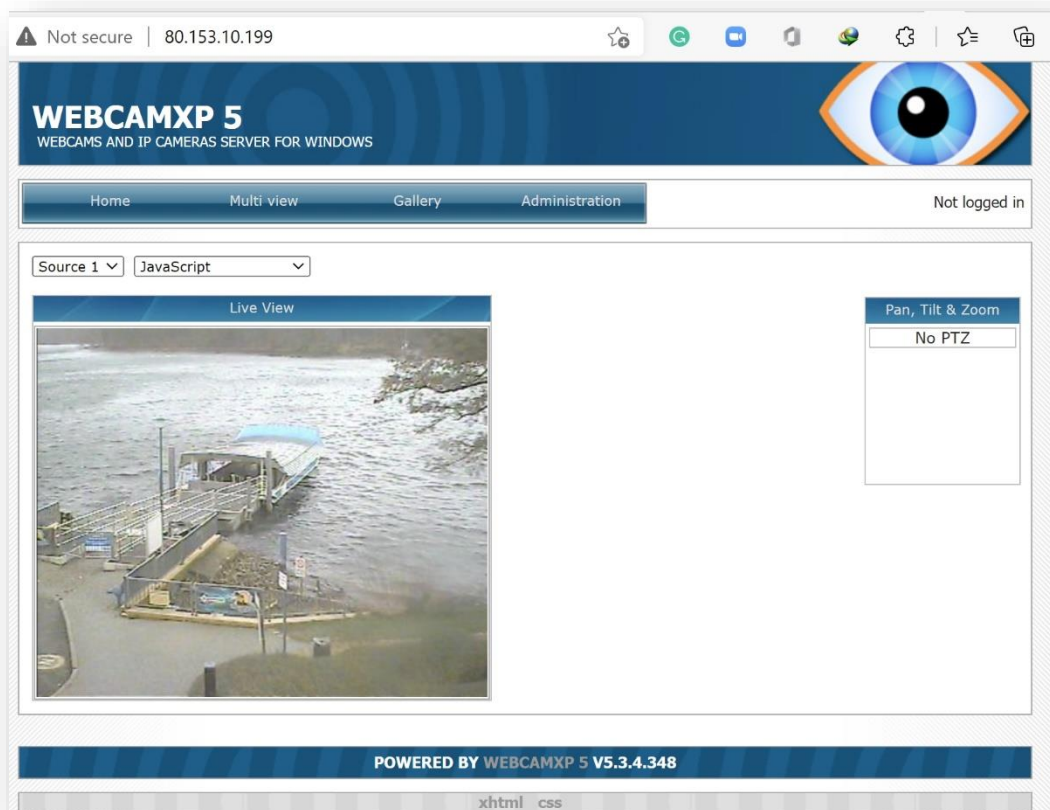 Not secure 80.153.10.199
WEBCAMXP 5
WEBCAMS AND IP CAMERAS SERVER FOR WINDOWS
Home Multi view Gallery Administration Not logged in
Source 1 JavaScript
Live View
Pan, Tilt & Zoom
No PTZ
POWERED BY WEBCAMXP 5 V5.3.4.348
xhtml css